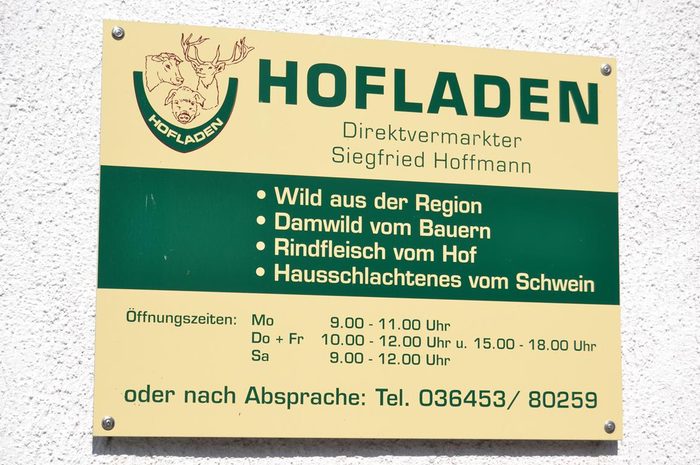 HOFLADEN
HOFLADEN
Direktvermarkter
Siegfried Hoffmann
• Wild aus der Region
• Damwild vom Bauern
• Rindfleisch vom Hof
• Hausschlachtenes vom Schwein
Öffnungszeiten: Mo 9.00 - 11.00 Uhr
Do + Fr 10.00 - 12.00 Uhr u. 15.00 - 18.00 Uhr
Sa 9.00 - 12.00 Uhr
oder nach Absprache: Tel. 036453/ 80259